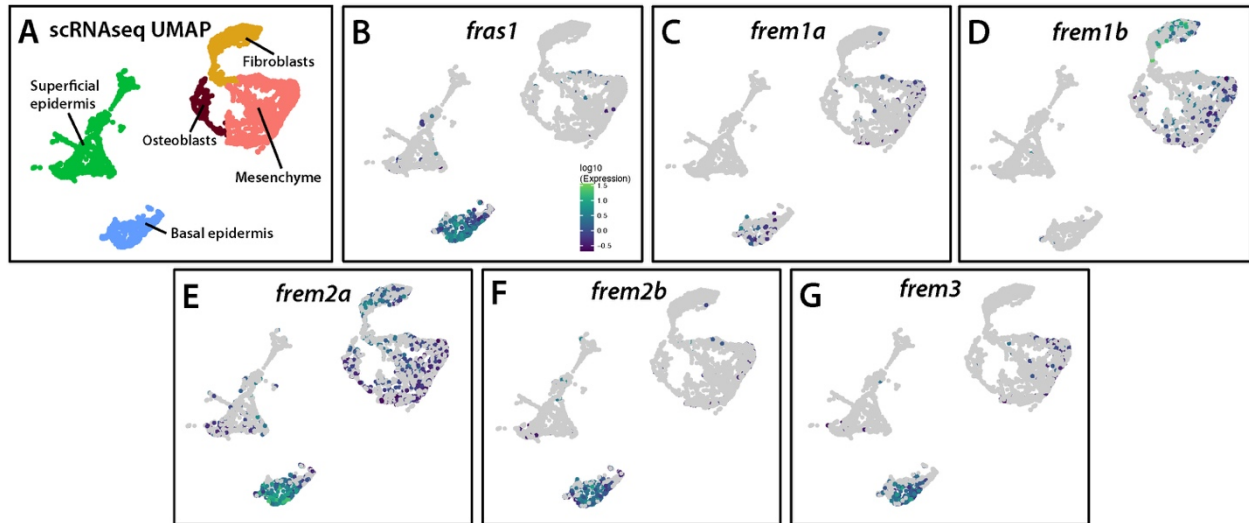 A scRNAseq UMAP
Fibroblasts
Superficial
epidermis
Osteoblasts
Mesenchyme
Basal epidermis
B fras1
log10
(Expression)
1.5
1.0
0.5
0.0
−0.5
C frem1a
D frem1b
E frem2a
F frem2b
G frem3